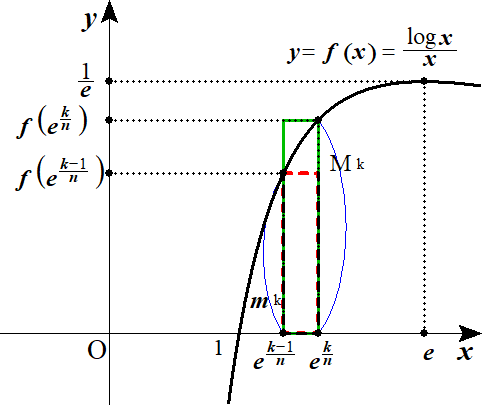 y
y = f (x) = log x / x
1/e
f(e^{k/n})
f(e^{(k-1)/n})
M k
m k
O
1
e^{(k-1)/n}
e^{k/n}
e
x